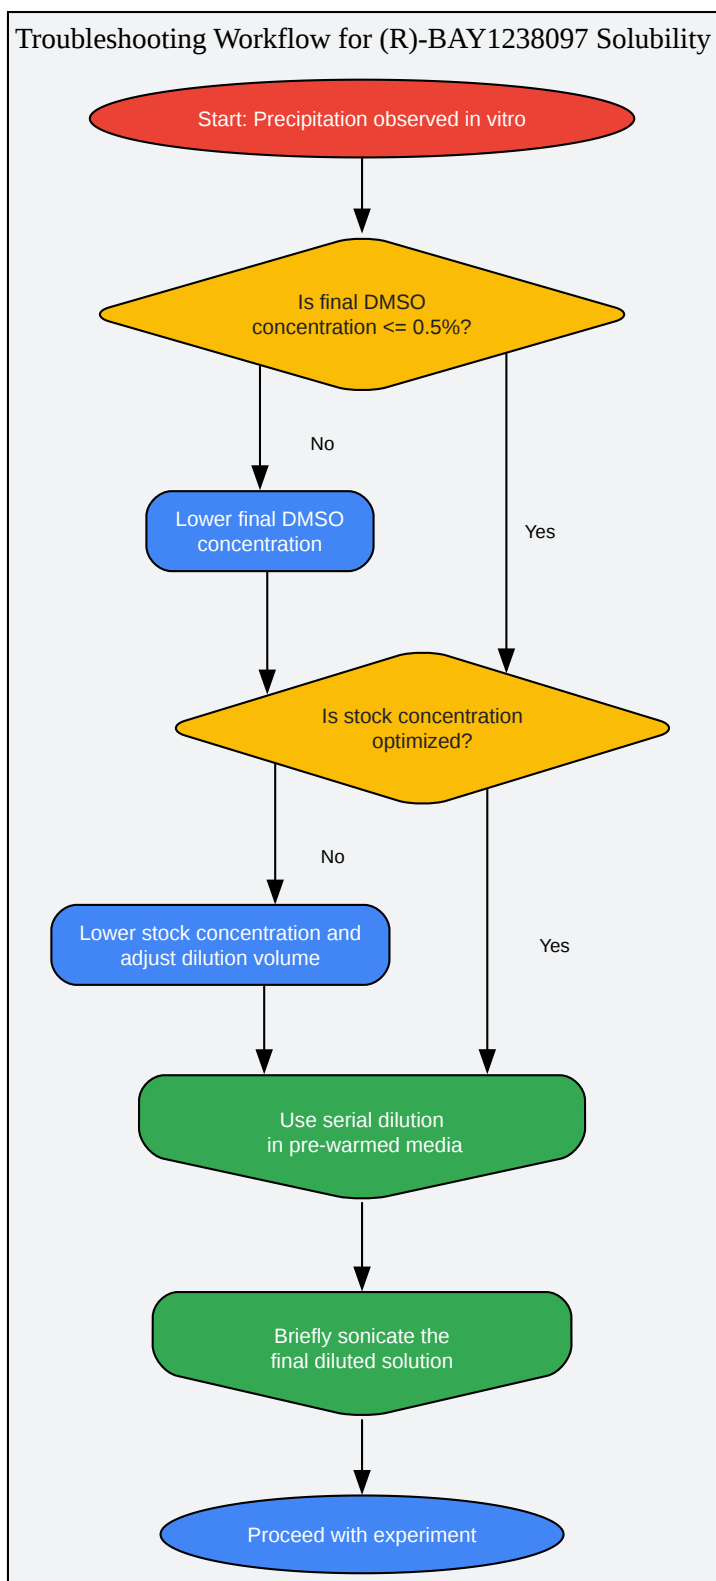 Troubleshooting Workflow for (R)-BAY1238097 Solubility
Start: Precipitation observed in vitro
Is final DMSO
concentration <= 0.5%?
No
Lower final DMSO
concentration
Yes
Is stock concentration
optimized?
No
Lower stock concentration and
adjust dilution volume
Yes
Use serial dilution
in pre-warmed media
Briefly sonicate the
final diluted solution
Proceed with experiment